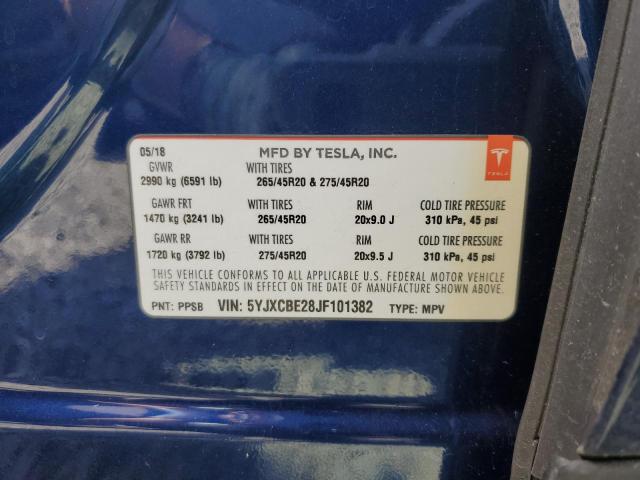 05/18 MFD BY TESLA, INC.
GVWR WITH TIRES
2990 kg (6591 lb) 265/45R20 & 275/45R20
TESLA
GAWR FRT WITH TIRES RIM COLD TIRE PRESSURE
1470 kg (3241 lb) 265/45R20 20x9.0 J 310 kPa, 45 psi
GAWR RR WITH TIRES RIM COLD TIRE PRESSURE
1720 kg (3792 lb) 275/45R20 20x9.5 J 310 kPa, 45 psi
THIS VEHICLE CONFORMS TO ALL APPLICABLE U.S. FEDERAL MOTOR VEHICLE
SAFETY STANDARDS IN EFFECT ON THE DATE OF MANUFACTURE SHOWN ABOVE.
PNT: PPSB VIN: 5YJXCBE28JF101382 TYPE: MPV